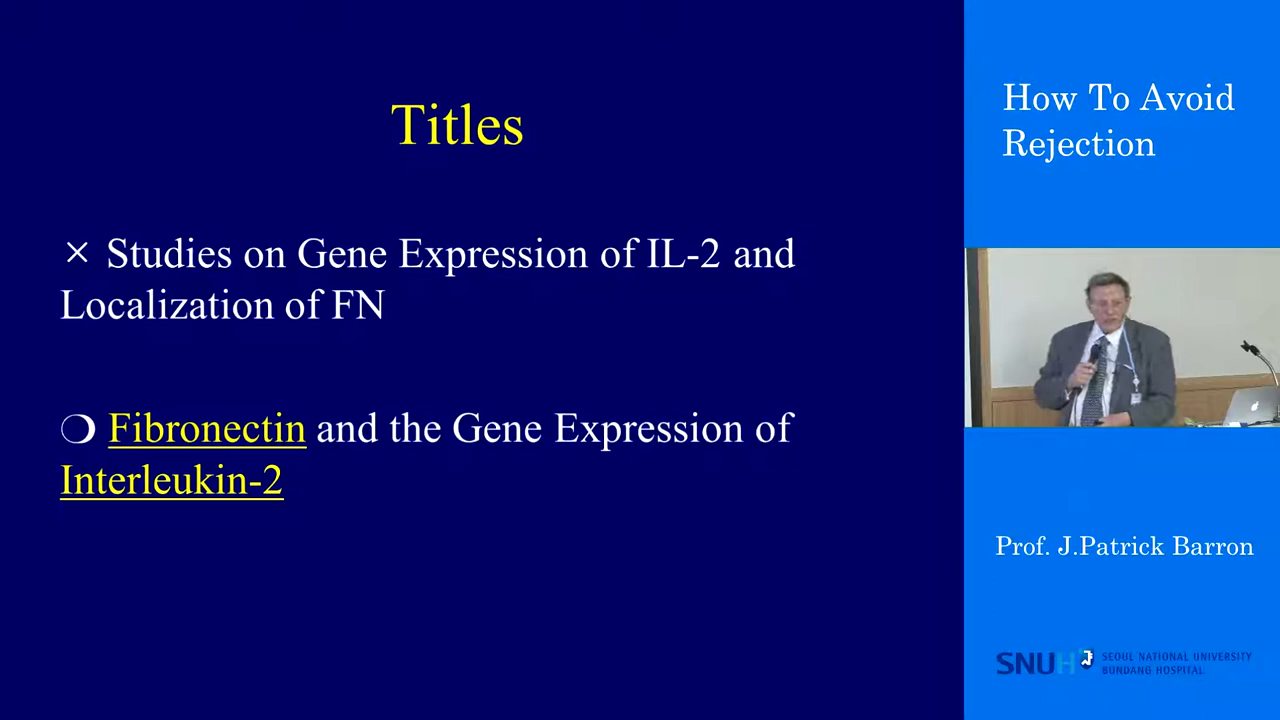 Titles
× Studies on Gene Expression of IL-2 and
Localization of FN
❍ Fibronectin and the Gene Expression of
Interleukin-2
How To Avoid
Rejection
Prof. J.Patrick Barron
SNUH
SEOUL NATIONAL UNIVERSITY
BUNDANG HOSPITAL